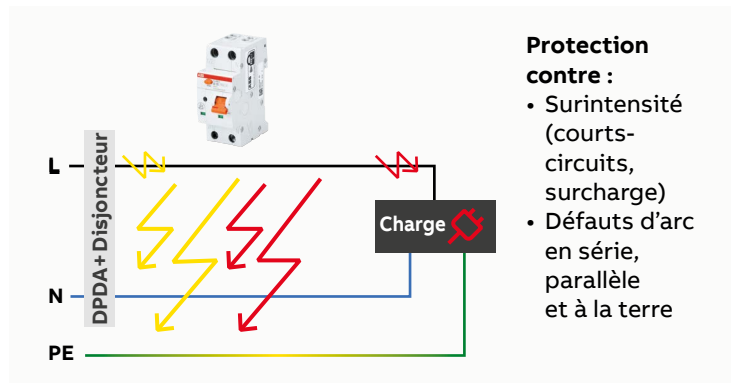 L
N
PE
DPDA+Disjoncteur
Charge
Protection
contre :
• Surintensité
(courts-
circuits,
surcharge)
• Défauts d'arc
en série,
parallèle
et à la terre